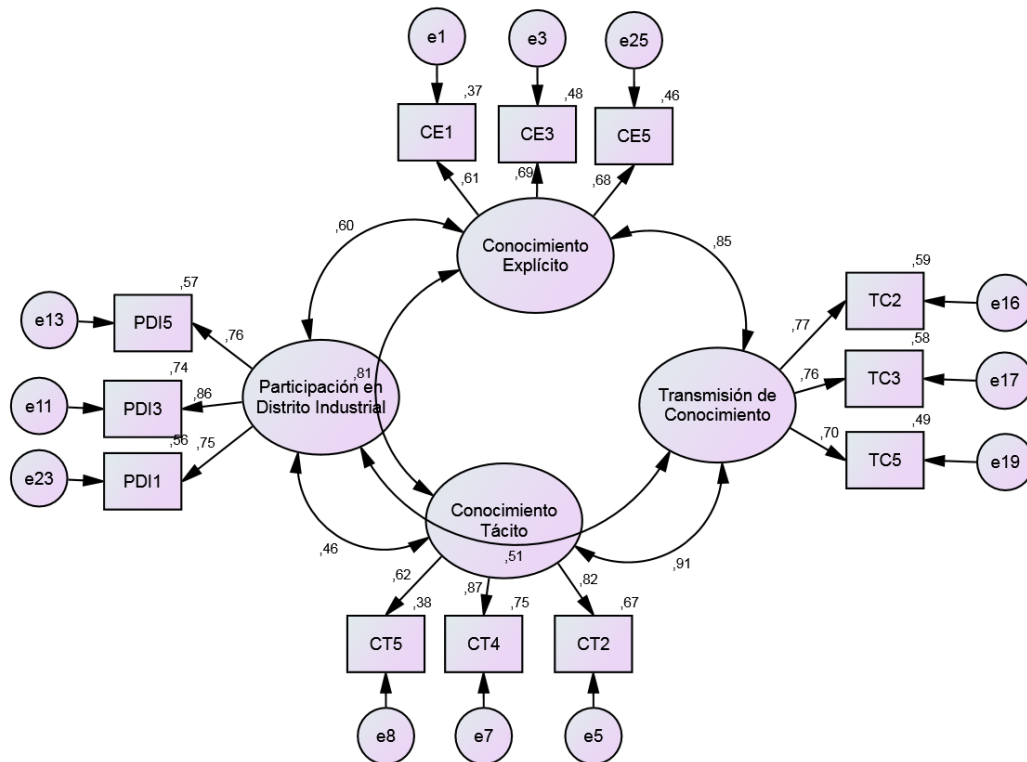 e1
e3
e25
,37
,48
,46
CE1
CE3
CE5
,61
,69
,68
,60
Conocimiento
Explícito
,85
,57
,59
e13
PDI5
TC2
e16
,76
,77
,74
,58
,81
e11
PDI3
,86
Participación en
Distrito Industrial
Transmisión de
Conocimiento
,76
TC3
e17
,56
,75
,70
,49
e23
PDI1
TC5
e19
Conocimiento
Tácito
,46
,51
,91
,62
,87
,82
,38
,75
,67
CT5
CT4
CT2
e8
e7
e5